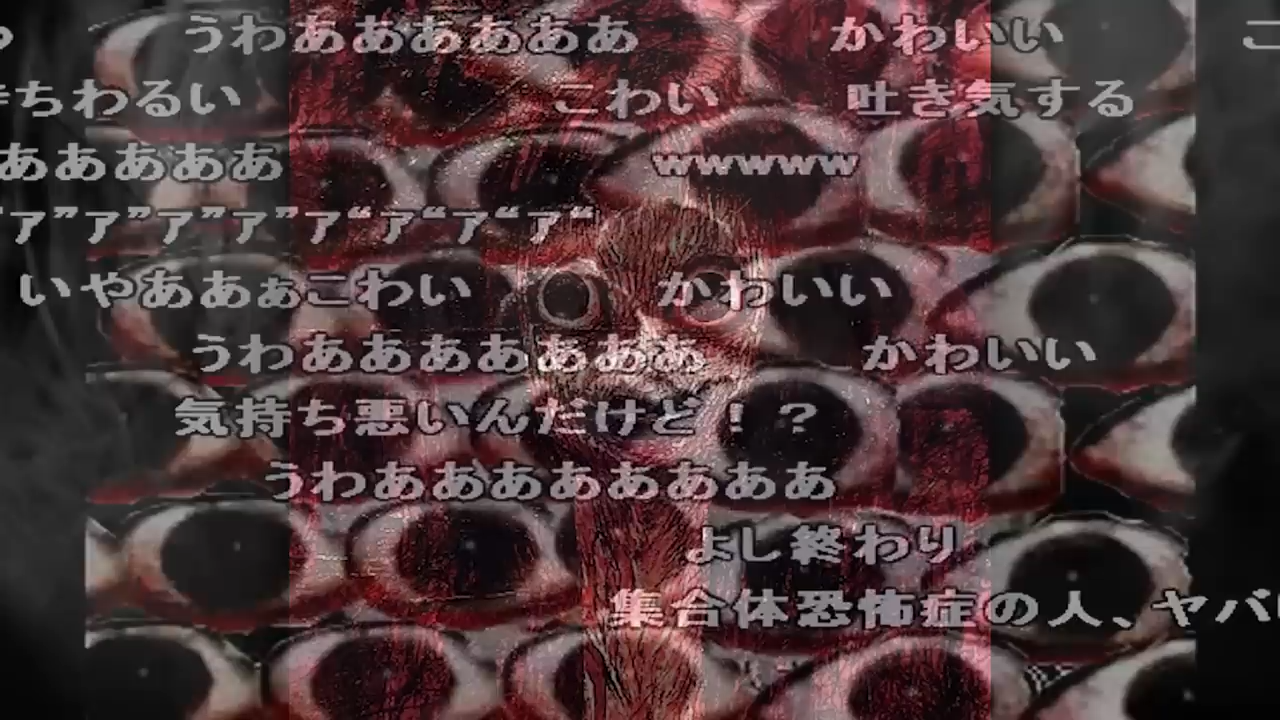 うわああああああ かわいい こ
ちわるい こわい 吐き気する
あああああ wwwwww
ア”ア”ア”ア”ア“ア“ア“ア“
いやああぁこわい かわいい
うわあああああああ かわいい
気持ち悪いんだけど！？
うわああああああああ
よし終わり
集合体恐怖症の人、ヤバ